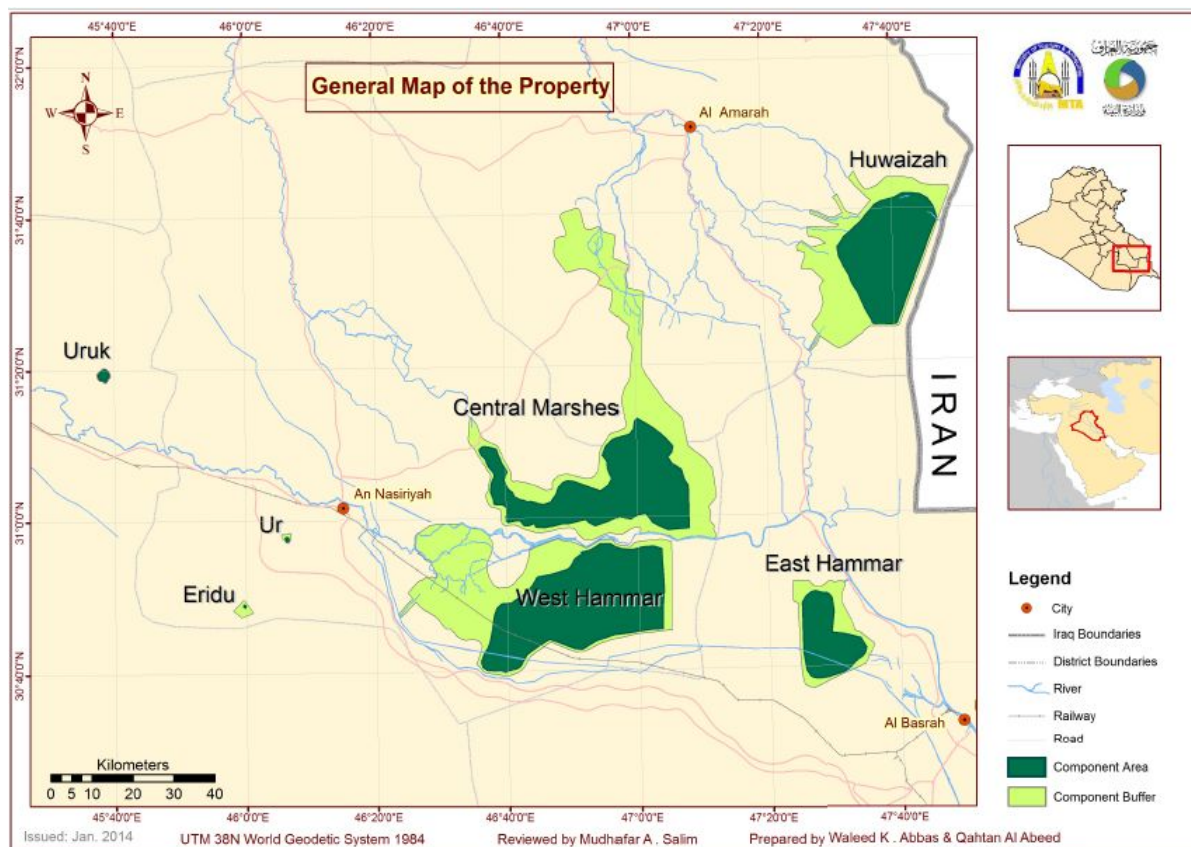 45°40'0"E 46°0'0"E 46°20'0"E 46°40'0"E 47°0'0"E 47°20'0"E 47°40'0"E
General Map of the Property
N
W E
S
32°0'0"N
31°40'0"N
31°20'0"N
31°0'0"N
30°40'0"N
Al Amarah
Huwaizah
Uruk
Central Marshes
IRAN
An Nasiriyah
Ur
Eridu
West Hammar
East Hammar
Al Basrah
Kilometers
0 5 10 20 30 40
45°40'0"E 46°0'0"E 46°20'0"E 46°40'0"E 47°0'0"E 47°20'0"E 47°40'0"E
Issued: Jan. 2014 UTM 38N World Geodetic System 1984 Reviewed by Mudhafar A . Salim Prepared by Waleed K . Abbas & Qahtan Al Abeed
MTA
جمهورية العراق
وزارة البيئة
Legend
City
Iraq Boundaries
District Boundaries
River
Railway
Road
Component Area
Component Buffer